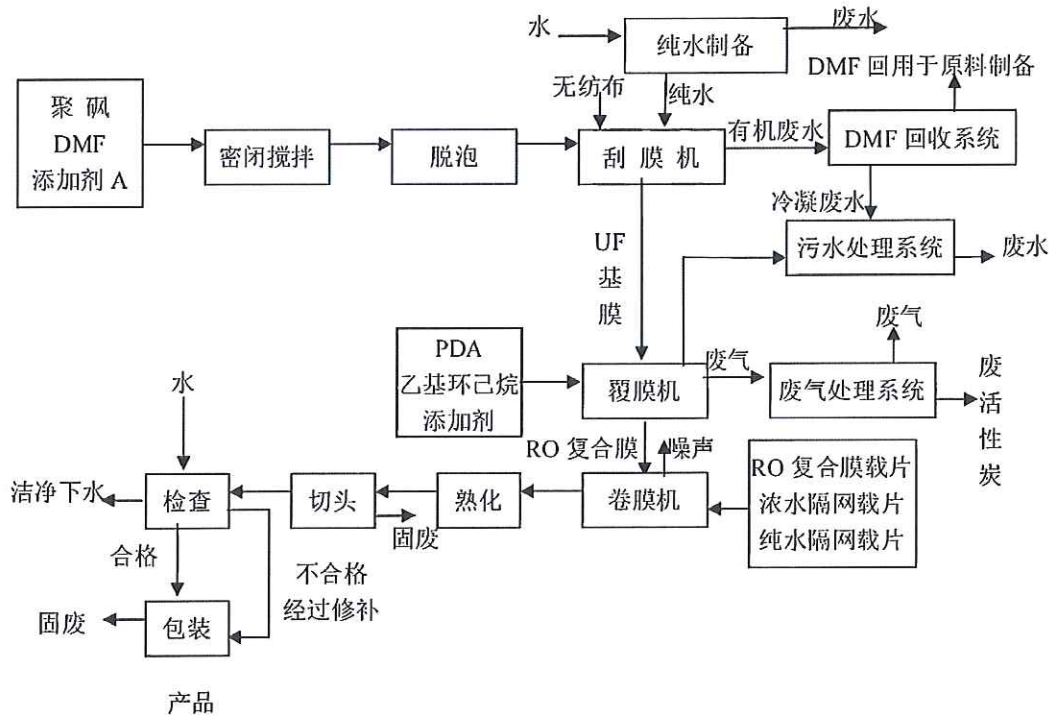 水
纯水制备
废水
DMF 回用于原料制备
无纺布
纯水
聚 砜
DMF
添加剂 A
密闭搅拌
脱泡
刮 膜 机
有机废水
DMF 回收系统
冷凝废水
污水处理系统
废水
UF
基
膜
PDA
乙基环己烷
添加剂
覆膜机
废气
废气处理系统
废气
废
活
性
炭
RO 复合膜
噪声
RO 复合膜载片
浓水隔网载片
纯水隔网载片
卷膜机
熟化
切头
固废
水
检查
洁净下水
合格
不合格
经过修补
包装
固废
产品